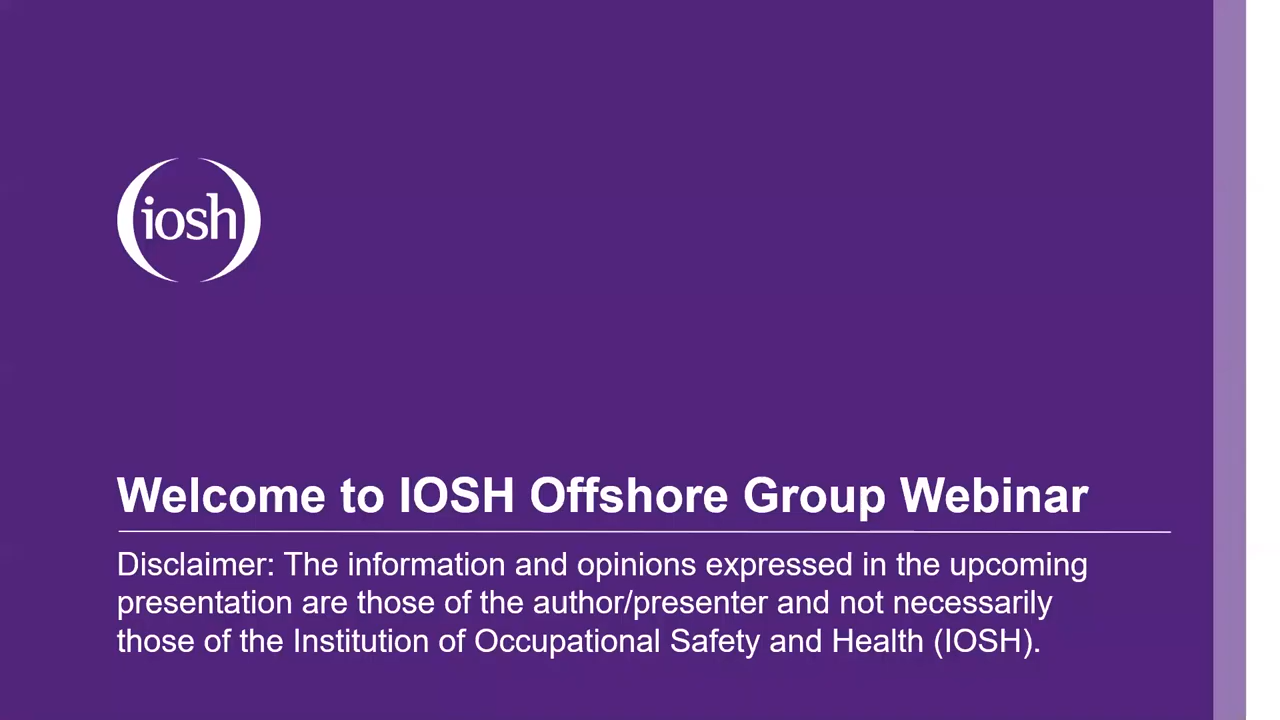 iosh
Welcome to IOSH Offshore Group Webinar
Disclaimer: The information and opinions expressed in the upcoming
presentation are those of the author/presenter and not necessarily
those of the Institution of Occupational Safety and Health (IOSH).